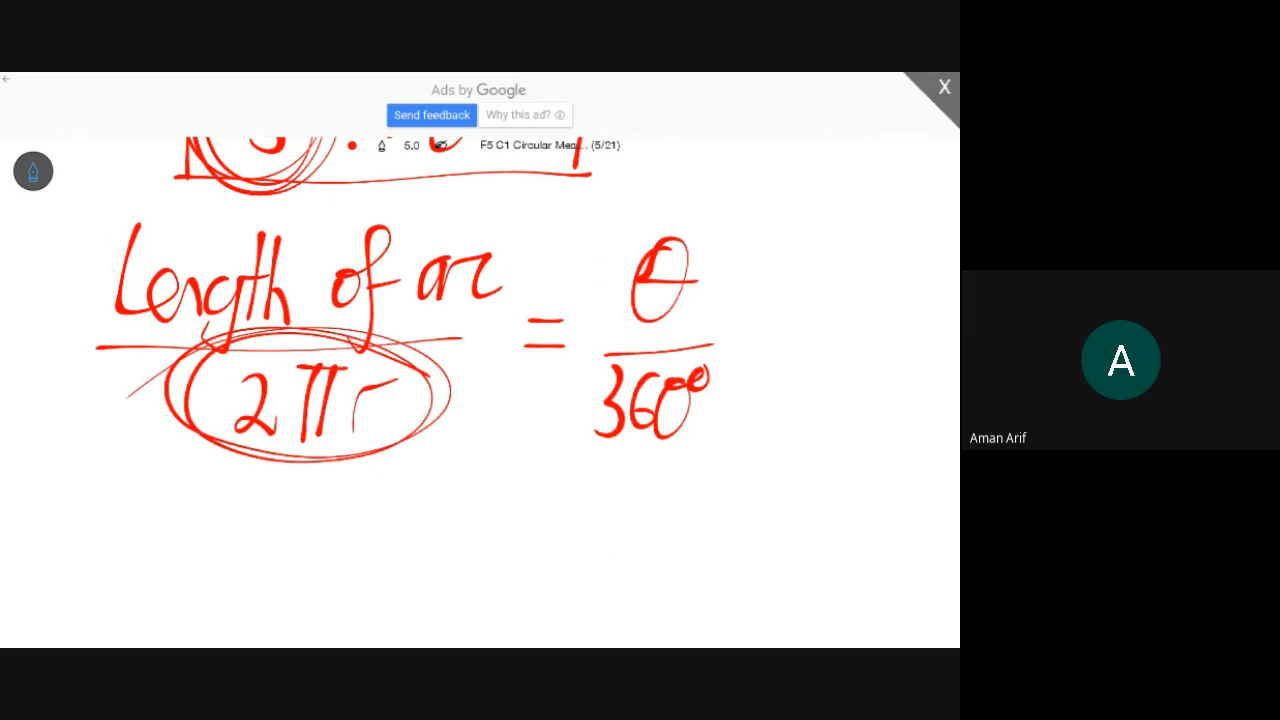 Ads by Google
X
Send feedback
Why this ad?
5.0
F5 C1 Circular Mea... (5/21)
Length of arc
2πr
=
θ
360°
A
Aman Arif